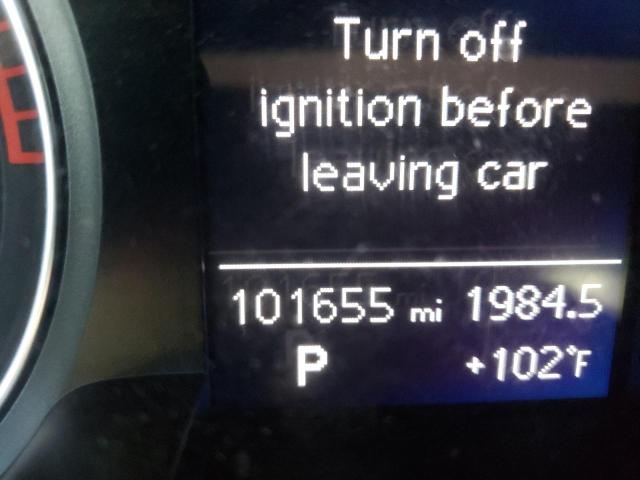 Turn off
ignition before
leaving car
101655 mi 1984.5
P +102°F